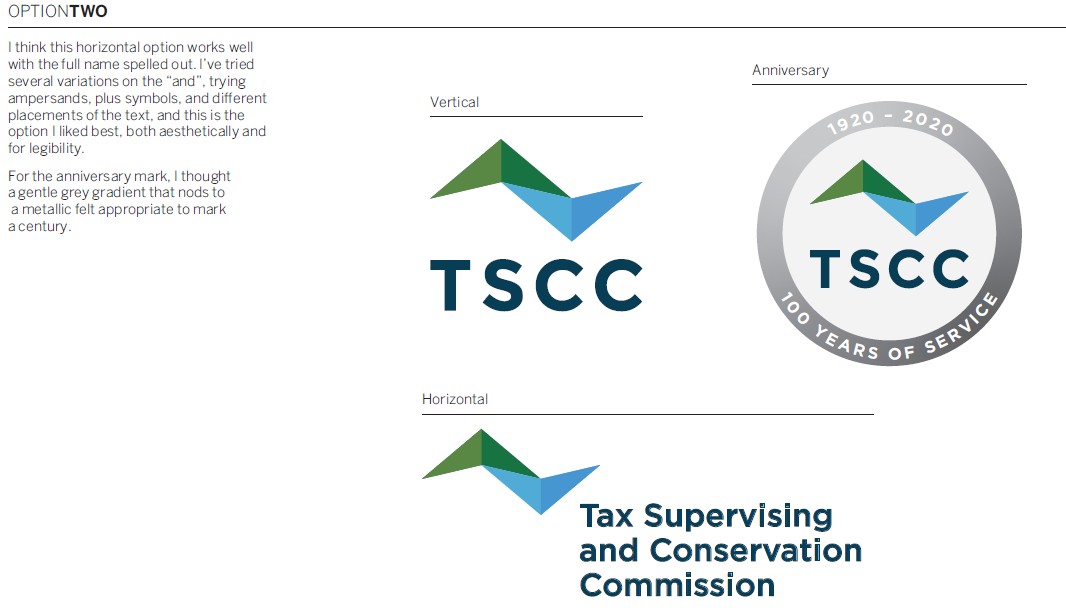 OPTIONTWO
I think this horizontal option works well
with the full name spelled out. I've tried
several variations on the “and”, trying
ampersands, plus symbols, and different
placements of the text, and this is the
option I liked best, both aesthetically and
for legibility.
For the anniversary mark, I thought
a gentle grey gradient that nods to
a metallic felt appropriate to mark
a century.
Vertical
TSCC
Anniversary
1920 – 2020
TSCC
100 YEARS OF SERVICE
Horizontal
Tax Supervising
and Conservation
Commission